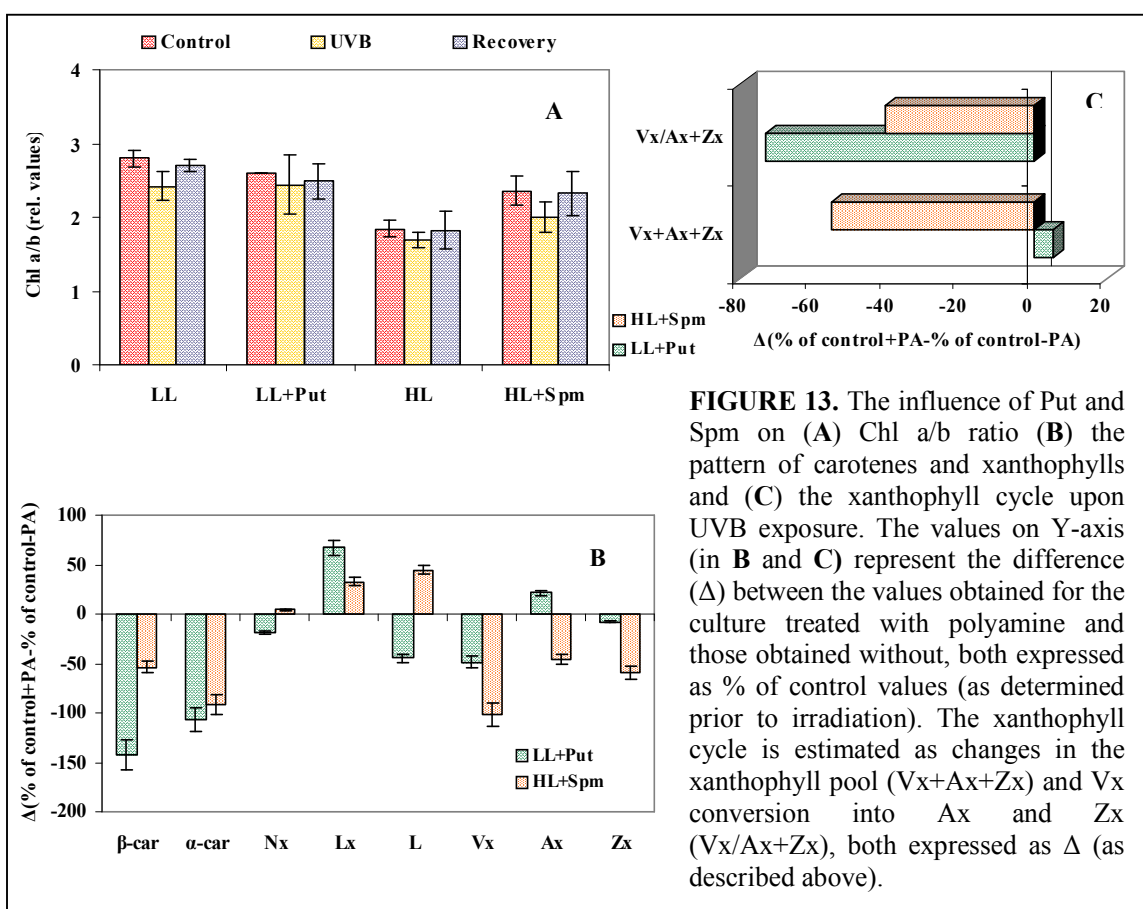 Control UVB Recovery
A
Chl a/b (rel. values)
4
3
2
1
0
LL LL+Put HL HL+Spm
C
Vx/Ax+Zx
Vx+Ax+Zx
-80 -60 -40 -20 0 20
Δ(% of control+PA-% of control-PA)
HL+Spm
LL+Put
B
Δ(% of control+PA-% of control-PA)
100
50
0
-50
-100
-150
-200
LL+Put
HL+Spm
β-car α-car Nx Lx L Vx Ax Zx
FIGURE 13. The influence of Put and
Spm on (A) Chl a/b ratio (B) the
pattern of carotenes and xanthophylls
and (C) the xanthophyll cycle upon
UVB exposure. The values on Y-axis
(in B and C) represent the difference
(Δ) between the values obtained for the
culture treated with polyamine and
those obtained without, both expressed
as % of control values (as determined
prior to irradiation). The xanthophyll
cycle is estimated as changes in the
xanthophyll pool (Vx+Ax+Zx) and Vx
conversion into Ax and Zx
(Vx/Ax+Zx), both expressed as Δ (as
described above).